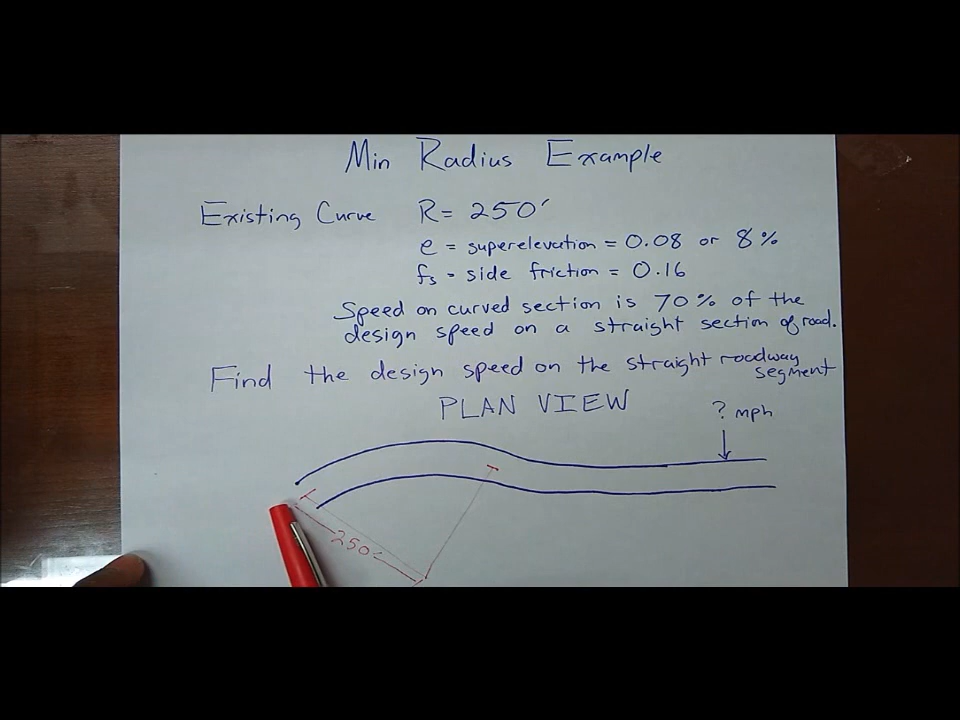 Min Radius Example
Existing Curve R = 250'
e = superelevation = 0.08 or 8%
fs = side friction = 0.16
Speed on curved section is 70% of the
design speed on a straight section of road.
Find the design speed on the straight roadway
segment
PLAN VIEW
? mph
250'